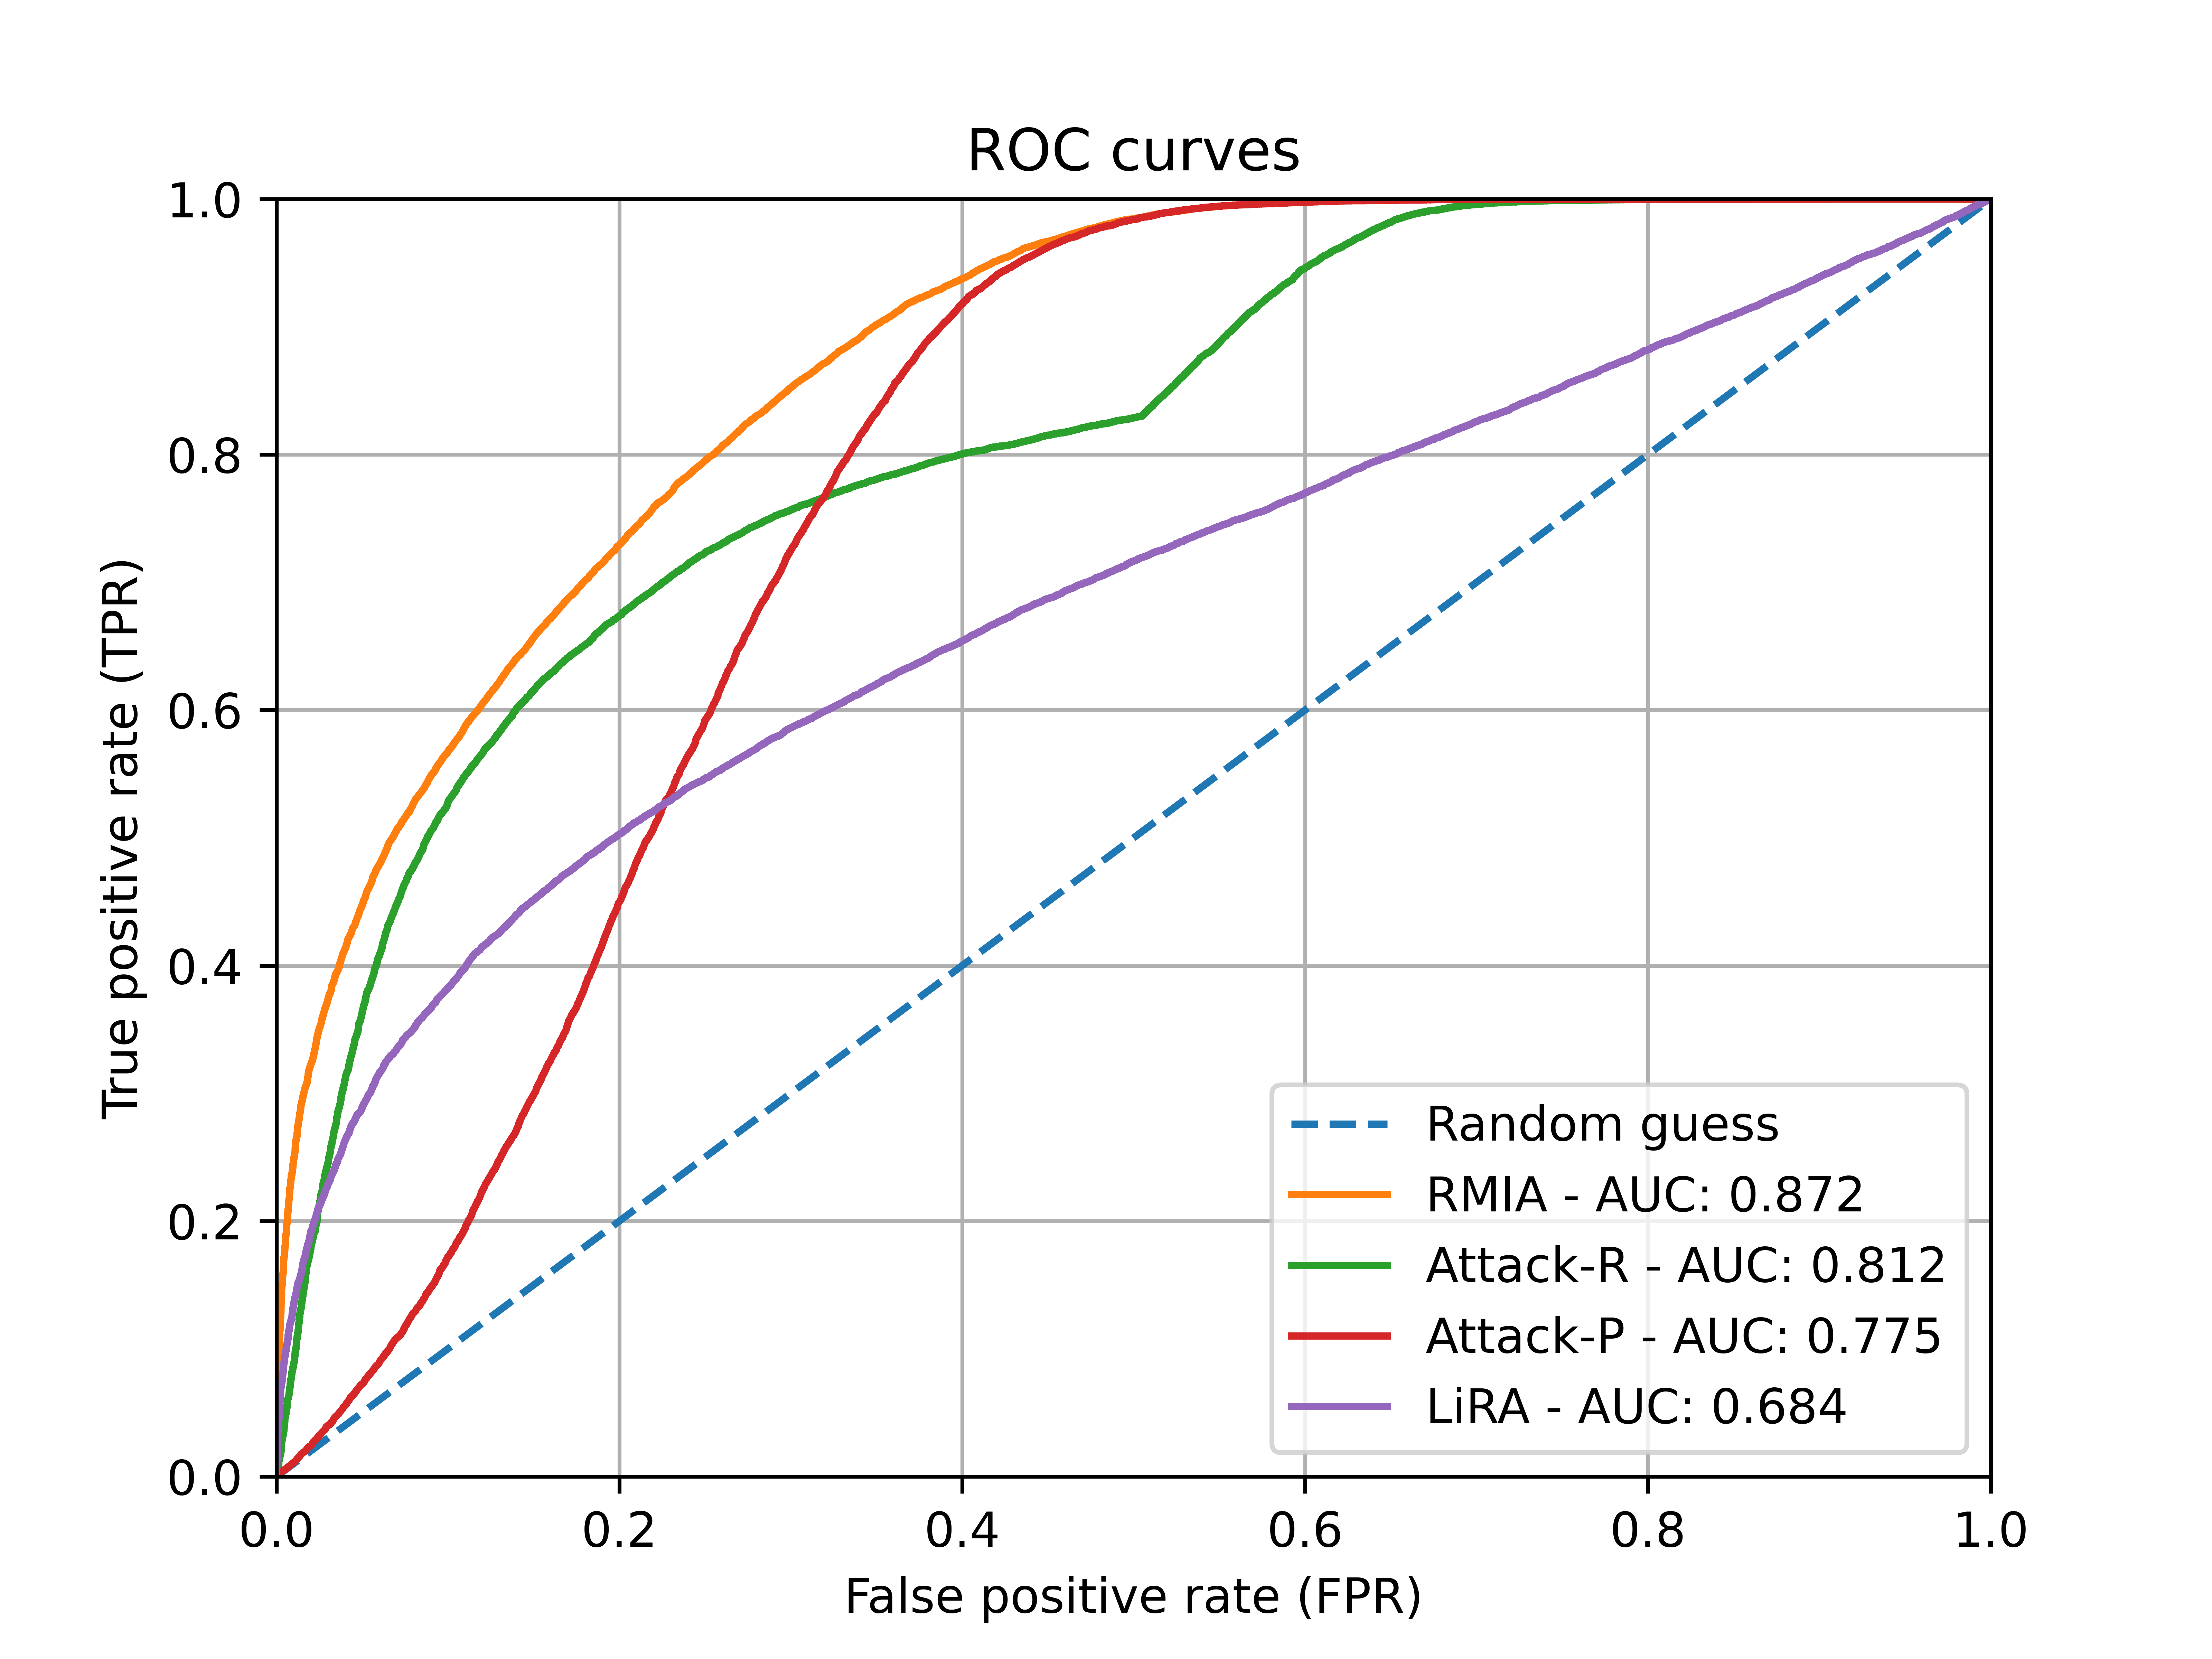 ROC curves
1.0
0.8
0.6
0.4
0.2
0.0
True positive rate (TPR)
Random guess
RMIA - AUC: 0.872
Attack-R - AUC: 0.812
Attack-P - AUC: 0.775
LiRA - AUC: 0.684
0.0 0.2 0.4 0.6 0.8 1.0
False positive rate (FPR)